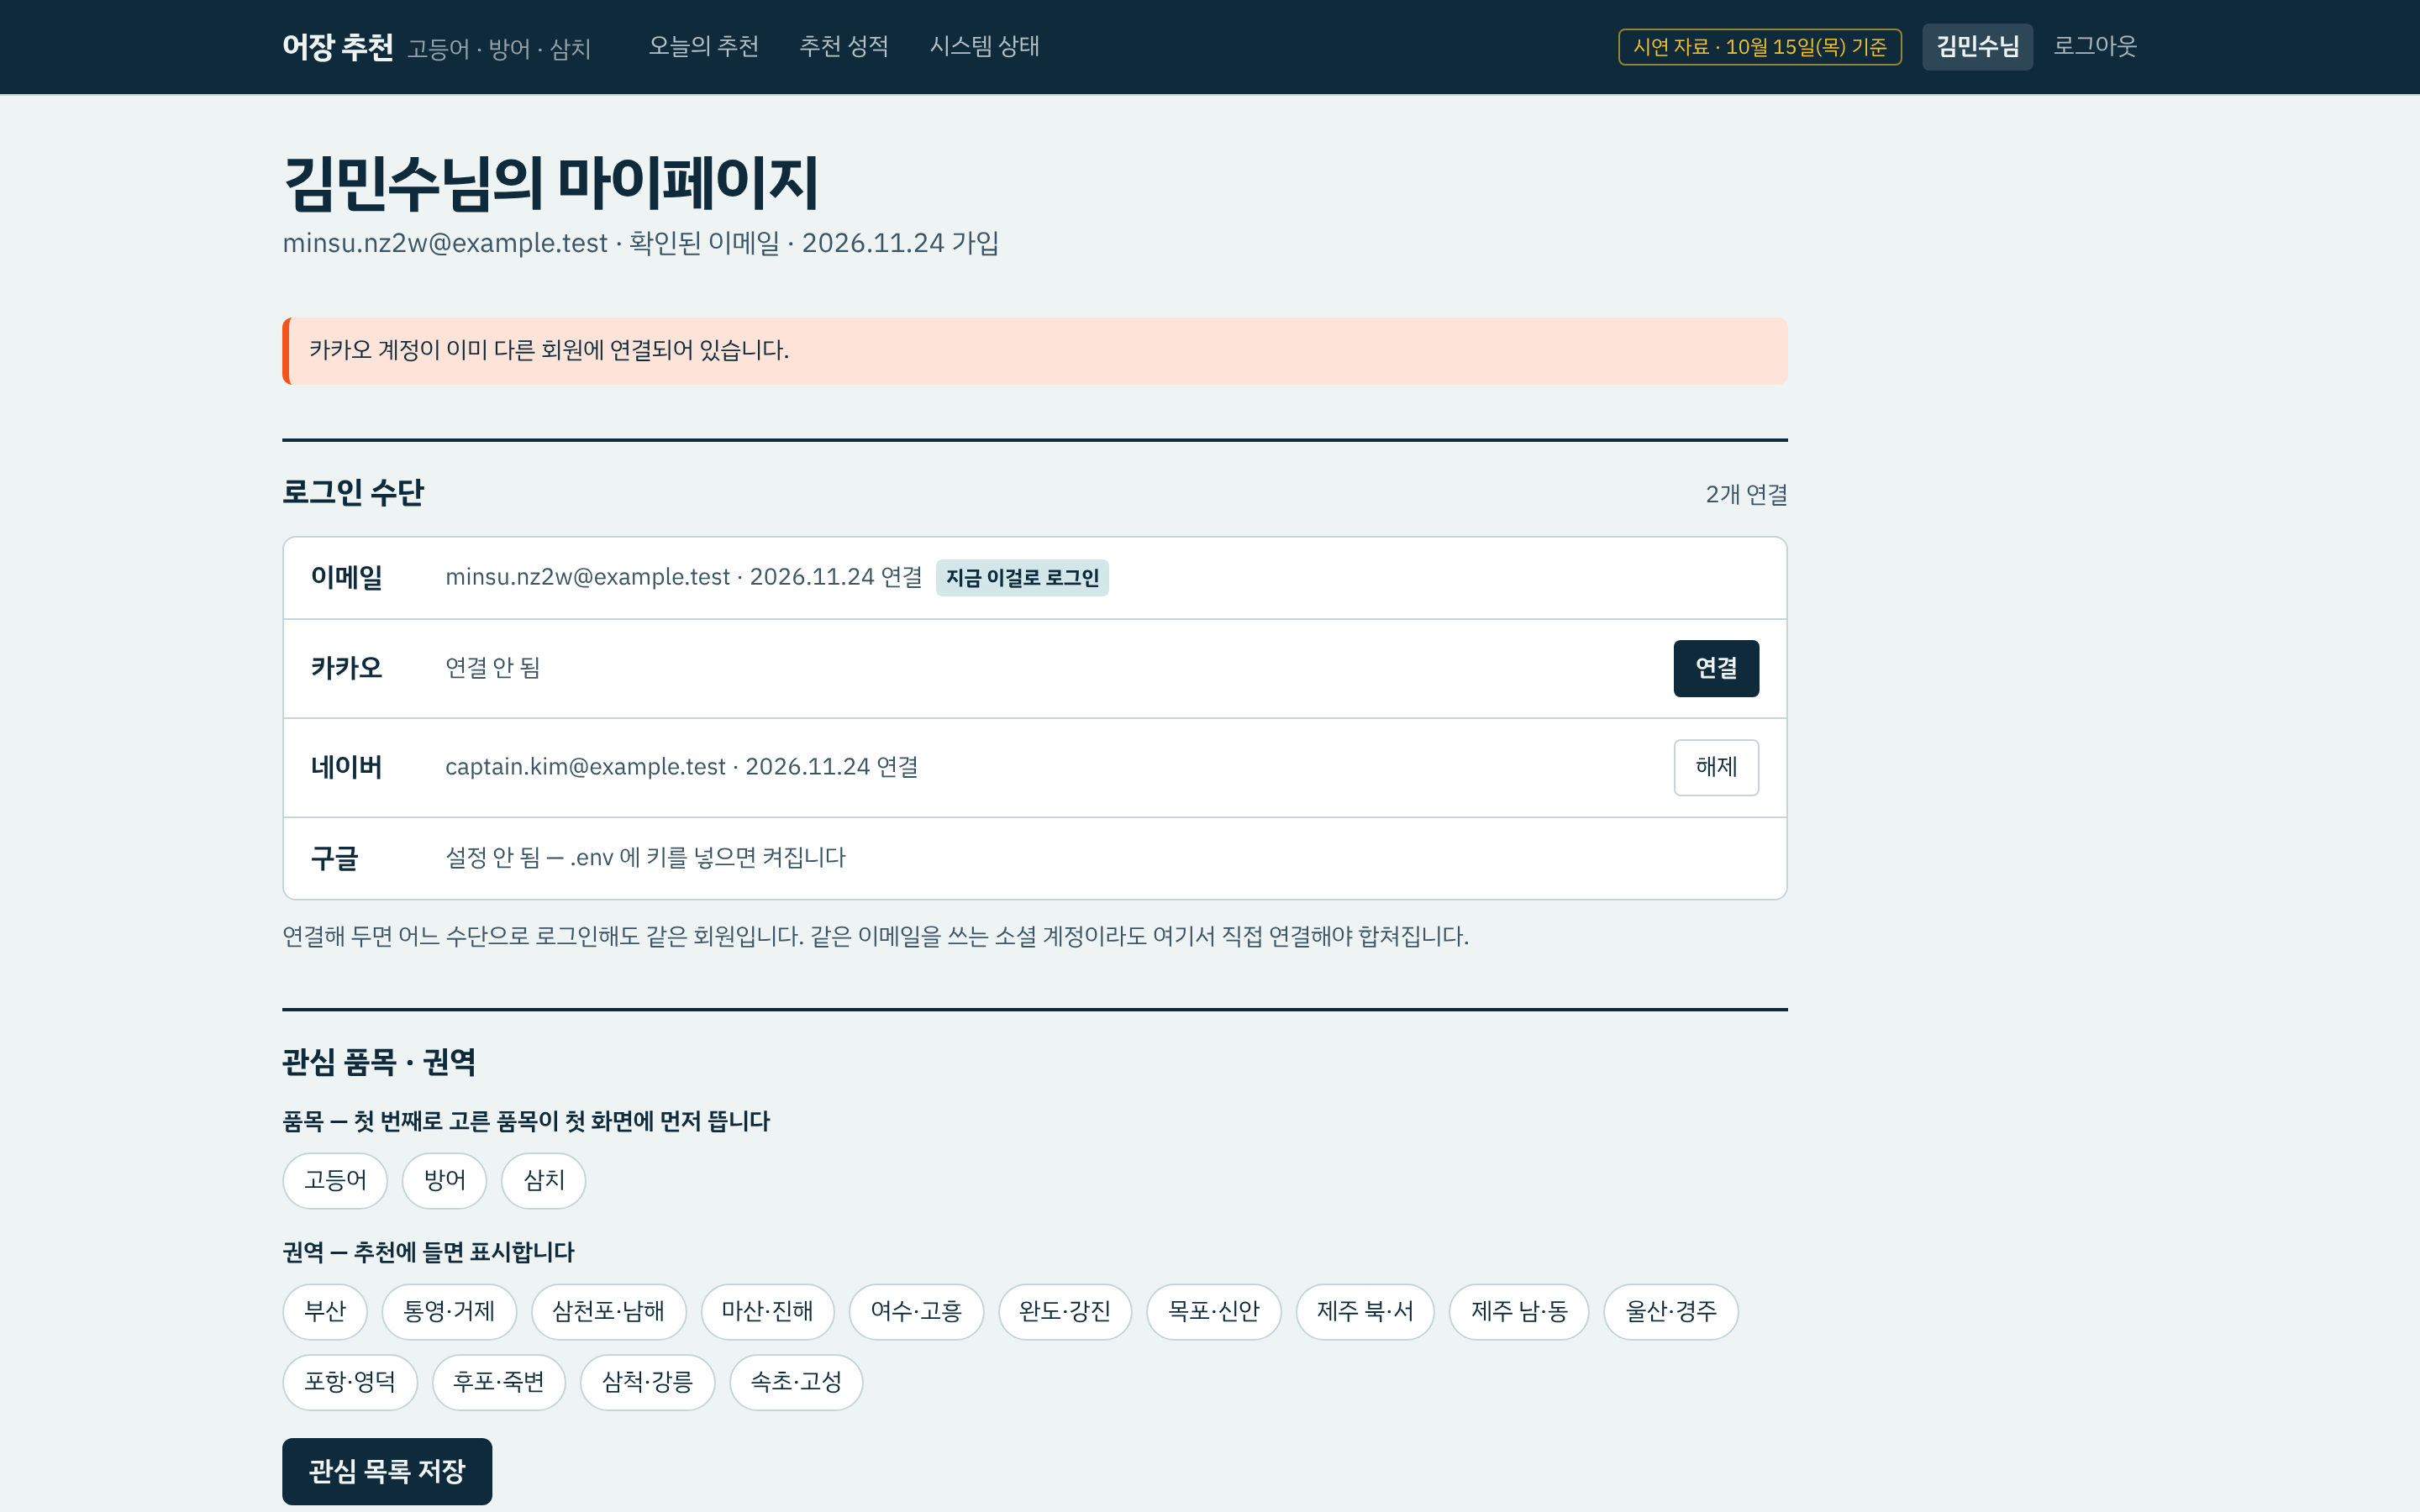 어장 추천 고등어 · 방어 · 삼치 오늘의 추천 추천 성적 시스템 상태 시연 자료 · 10월 15일(목) 기준 김민수님 로그아웃
김민수님의 마이페이지
minsu.nz2w@example.test · 확인된 이메일 · 2026.11.24 가입
카카오 계정이 이미 다른 회원에 연결되어 있습니다.
로그인 수단 2개 연결
이메일 minsu.nz2w@example.test · 2026.11.24 연결 지금 이걸로 로그인
카카오 연결 안 됨 연결
네이버 captain.kim@example.test · 2026.11.24 연결 해제
구글 설정 안 됨 — .env 에 키를 넣으면 켜집니다
연결해 두면 어느 수단으로 로그인해도 같은 회원입니다. 같은 이메일을 쓰는 소셜 계정이라도 여기서 직접 연결해야 합쳐집니다.
관심 품목 · 권역
품목 — 첫 번째로 고른 품목이 첫 화면에 먼저 뜹니다
고등어 방어 삼치
권역 — 추천에 들면 표시합니다
부산 통영·거제 삼천포·남해 마산·진해 여수·고흥 완도·강진 목포·신안 제주 북·서 제주 남·동 울산·경주
포항·영덕 후포·죽변 삼척·강릉 속초·고성
관심 목록 저장